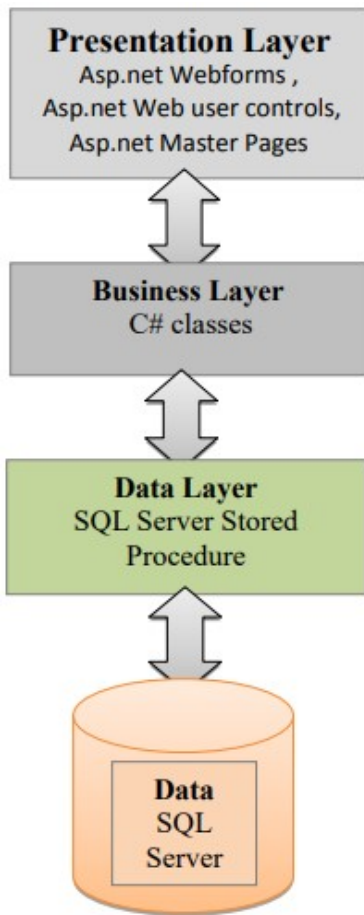 Presentation Layer
Asp.net Webforms ,
Asp.net Web user controls,
Asp.net Master Pages
Business Layer
C# classes
Data Layer
SQL Server Stored
Procedure
Data
SQL
Server